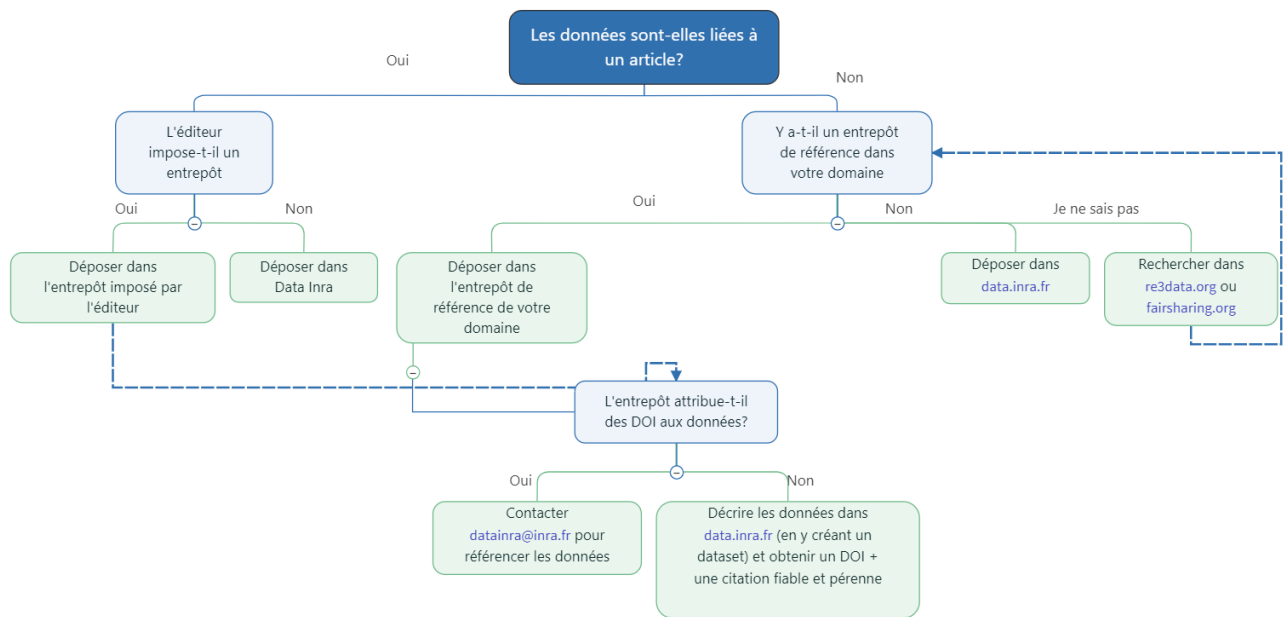 Les données sont-elles liées à
un article?
Oui
Non
L'éditeur
impose-t-il un
entrepôt
Y a-t-il un entrepôt
de référence dans
votre domaine
Oui
Non
Oui
Non
Je ne sais pas
Déposer dans
l'entrepôt imposé par
l'éditeur
Déposer dans
Data Inra
Déposer dans
l'entrepôt de
référence de votre
domaine
Déposer dans
data.inra.fr
Rechercher dans
re3data.org ou
fairsharing.org
L'entrepôt attribue-t-il
des DOI aux données?
Oui
Non
Contacter
datainra@inra.fr pour
référencer les données
Décrire les données dans
data.inra.fr (en y créant un
dataset) et obtenir un DOI +
une citation fiable et pérenne